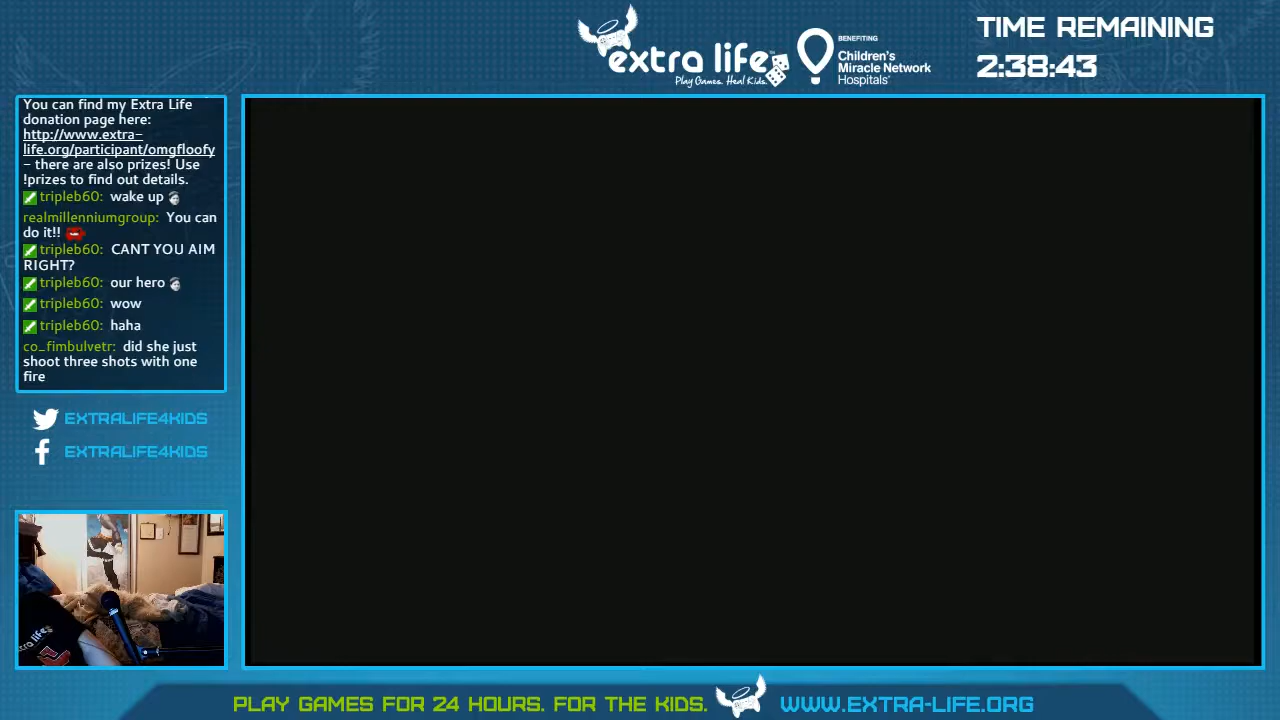 extra life
Play Games. Heal Kids.
BENEFITING
Children's
Miracle Network
Hospitals
TIME REMAINING
2:38:43
You can find my Extra Life
donation page here:
http://www.extra-
life.org/participant/omgfloofy
- there are also prizes! Use
!prizes to find out details.
tripleb60: wake up
realmillenniumgroup: You can
do it!!
tripleb60: CANT YOU AIM
RIGHT?
tripleb60: our hero
tripleb60: wow
tripleb60: haha
co_fimbulvetr: did she just
shoot three shots with one
fire
EXTRALIFE4KIDS
EXTRALIFE4KIDS
tra life
PLAY GAMES FOR 24 HOURS. FOR THE KIDS.
WWW.EXTRA-LIFE.ORG